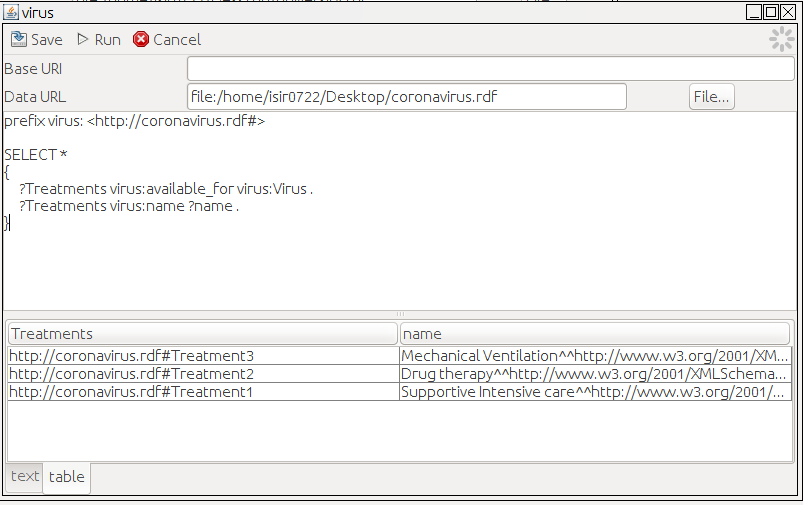 virus
Save Run Cancel
Base URI
Data URL file:/home/isir0722/Desktop/coronavirus.rdf File...
prefix virus: <http://coronavirus.rdf#>
SELECT *
{
?Treatments virus:available_for virus:Virus .
?Treatments virus:name ?name .
}
Treatments name
http://coronavirus.rdf#Treatment3 Mechanical Ventilation^^http://www.w3.org/2001/XM...
http://coronavirus.rdf#Treatment2 Drug therapy^^http://www.w3.org/2001/XMLSchema...
http://coronavirus.rdf#Treatment1 Supportive Intensive care^^http://www.w3.org/2001/...
text table